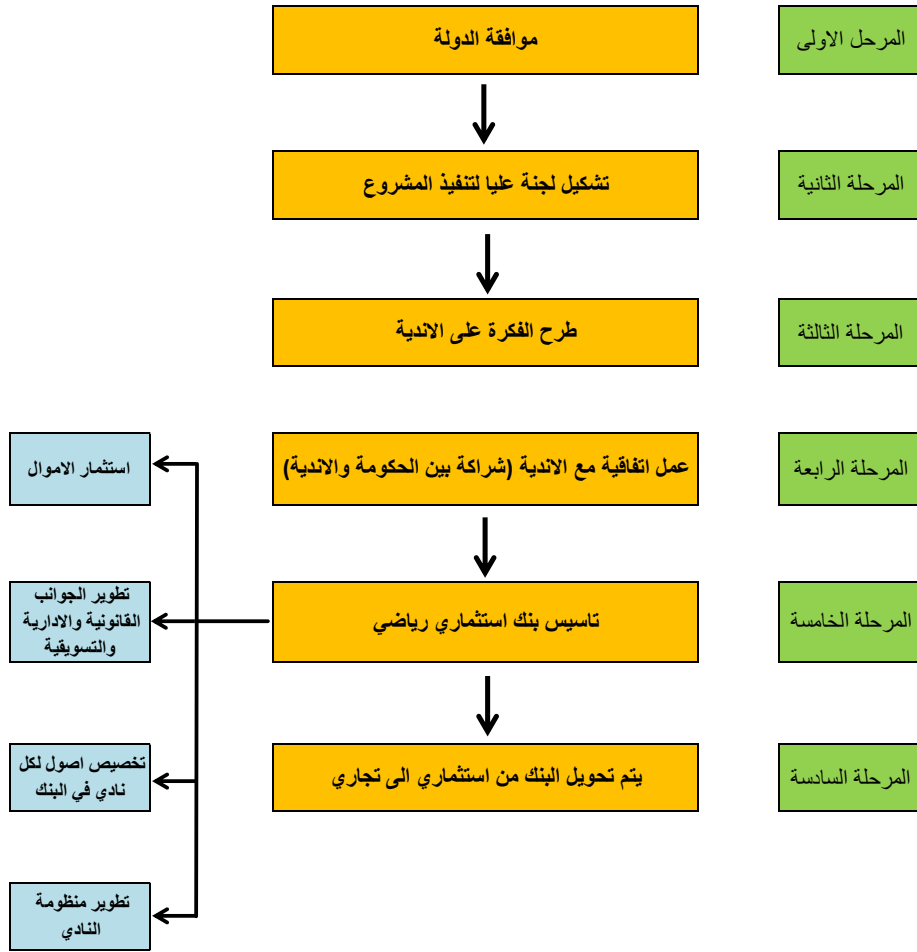 المرحل الاولى
موافقة الدولة
المرحلة الثانية
تشكيل لجنة عليا لتنفيذ المشروع
المرحلة الثالثة
طرح الفكرة على الاندية
المرحلة الرابعة
عمل اتفاقية مع الاندية (شراكة بين الحكومة والاندية)
استثمار الاموال
المرحلة الخامسة
تاسيس بنك استثماري رياضي
تطوير الجوانب
القانونية والادارية
والتسويقية
المرحلة السادسة
يتم تحويل البنك من استثماري الى تجاري
تخصيص اصول لكل
نادي في البنك
تطوير منظومة
النادي